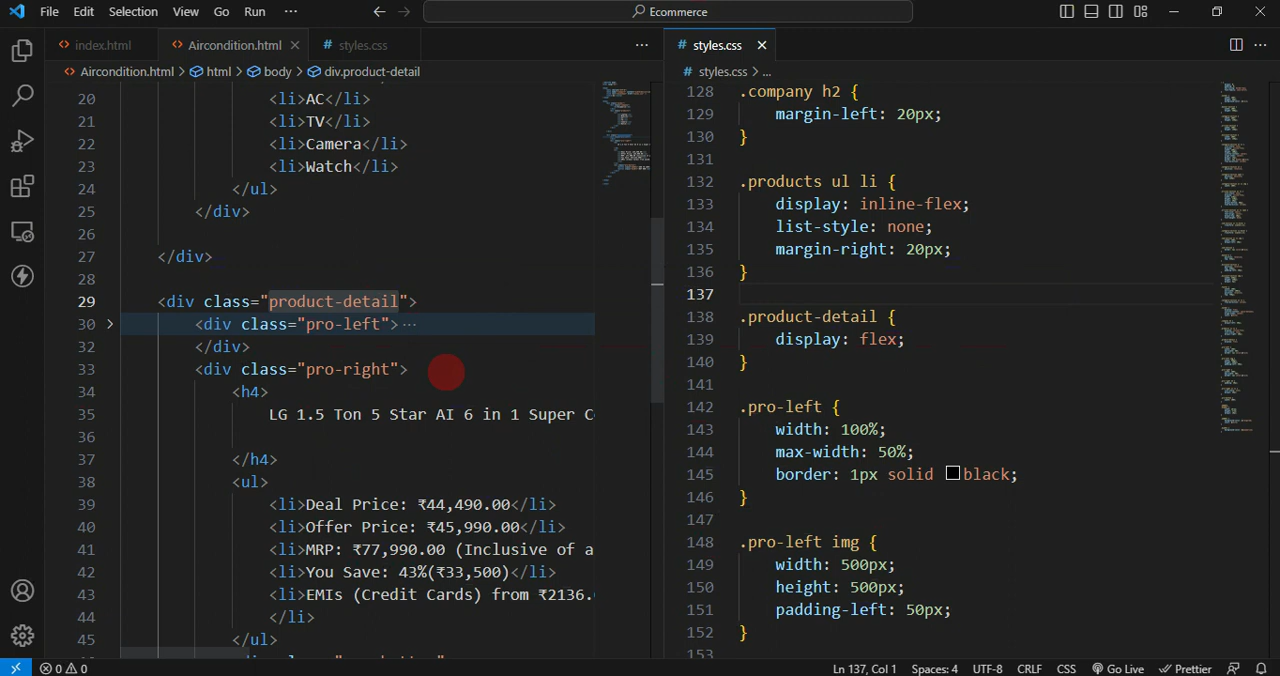 File Edit Selection View Go Run ··· Ecommerce
index.html Aircondition.html styles.css
Aircondition.html > html > body > div.product-detail
20 <li>AC</li>
21 <li>TV</li>
22 <li>Camera</li>
23 <li>Watch</li>
24 </ul>
25 </div>
26
27 </div>
28
29 <div class="product-detail">
30 <div class="pro-left">···
32 </div>
33 <div class="pro-right">
34 <h4>
35 LG 1.5 Ton 5 Star AI 6 in 1 Super C
36
37 </h4>
38 <ul>
39 <li>Deal Price: ₹44,490.00</li>
40 <li>Offer Price: ₹45,990.00</li>
41 <li>MRP: ₹77,990.00 (Inclusive of a
42 <li>You Save: 43%(₹33,500)</li>
43 <li>EMIs (Credit Cards) from ₹2136.
44 </li>
45 </ul>
styles.css
styles.css > ...
128 .company h2 {
129 margin-left: 20px;
130 }
131
132 .products ul li {
133 display: inline-flex;
134 list-style: none;
135 margin-right: 20px;
136 }
137
138 .product-detail {
139 display: flex;
140 }
141
142 .pro-left {
143 width: 100%;
144 max-width: 50%;
145 border: 1px solid black;
146 }
147
148 .pro-left img {
149 width: 500px;
150 height: 500px;
151 padding-left: 50px;
152 }
153
0 0 Ln 137, Col 1 Spaces: 4 UTF-8 CRLF CSS Go Live Prettier